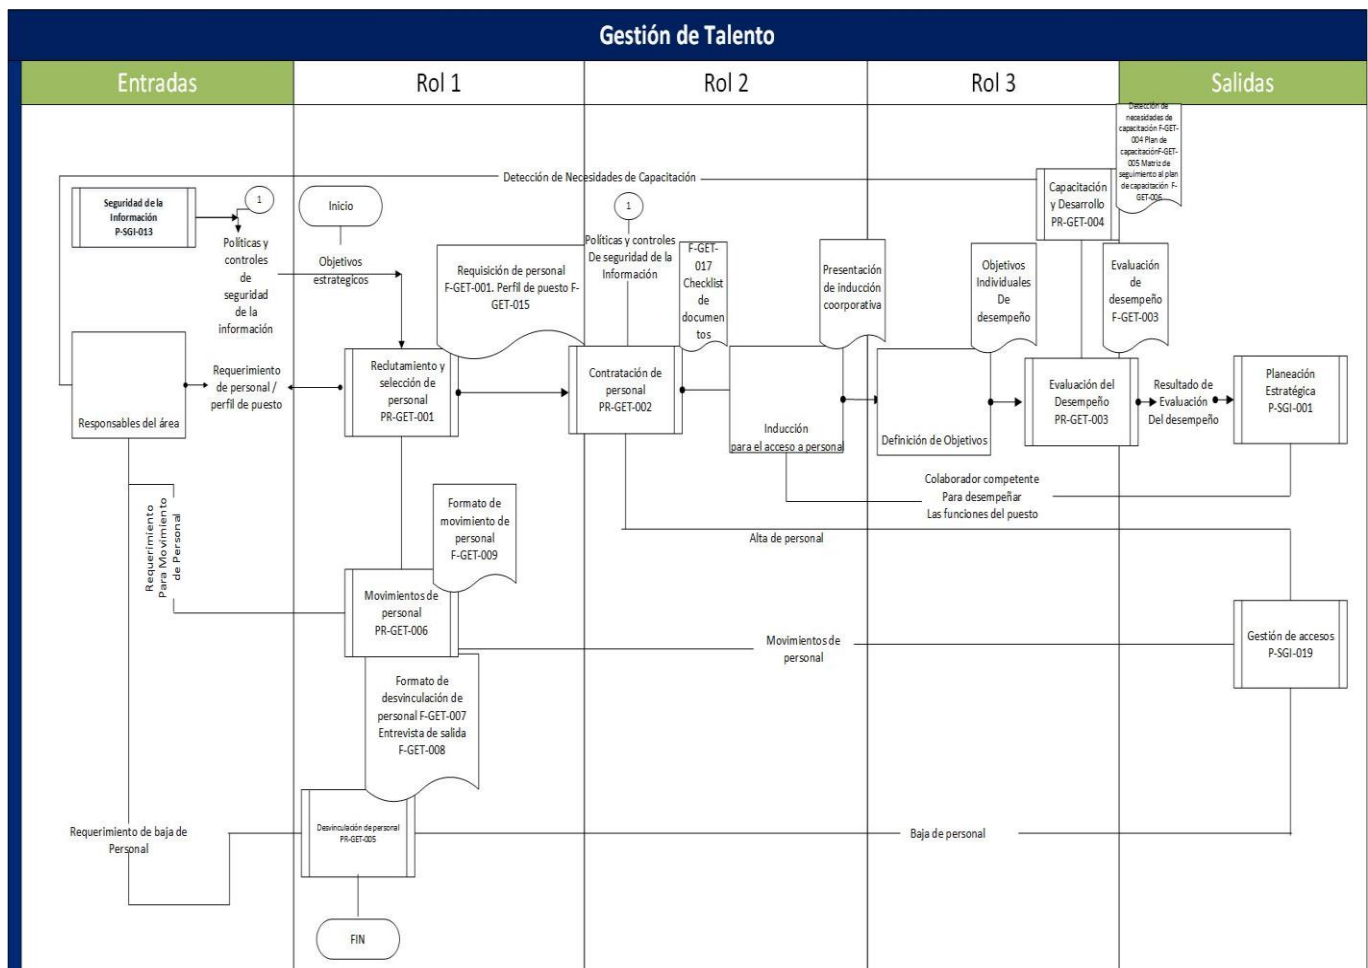 Gestión de Talento
Entradas
Rol 1
Rol 2
Rol 3
Salidas
Detección de
necesidades de
capacitación F-GET-
004 Plan de
capacitaciónF-GET-
005 Matriz de
seguimiento al plan
de capacitación F-
GET-006
Detección de Necesidades de Capacitación
Seguridad de la
Información
P-SGI-013
1
Políticas y
controles
de
seguridad
de la
información
Inicio
Objetivos
estrategicos
Requisición de personal
F-GET-001. Perfil de puesto F-
GET-015
1
Políticas y controles
De seguridad de la
Información
F-GET-
017
Checklist
de
documen
tos
Presentación
de inducción
coorporativa
Objetivos
Individuales
De
desempeño
Capacitación
y Desarrollo
PR-GET-004
Evaluación
de
desempeño
F-GET-003
Responsables del área
Requerimiento
de personal /
perfil de puesto
Reclutamiento y
selección de
personal
PR-GET-001
Contratación de
personal
PR-GET-002
Inducción
para el acceso a personal
Definición de Objetivos
Evaluación del
Desempeño
PR-GET-003
Resultado de
Evaluación
Del desempeño
Planeación
Estratégica
P-SGI-001
Colaborador competente
Para desempeñar
Las funciones del puesto
Alta de personal
Requerimiento
Para Movimiento
de Personal
Formato de
movimiento de
personal
F-GET-009
Movimientos de
personal
PR-GET-006
Movimientos de
personal
Gestión de accesos
P-SGI-019
Formato de
desvinculación de
personal F-GET-007
Entrevista de salida
F-GET-008
Requerimiento de baja de
Personal
Desvinculación de personal
PR-GET-005
Baja de personal
FIN